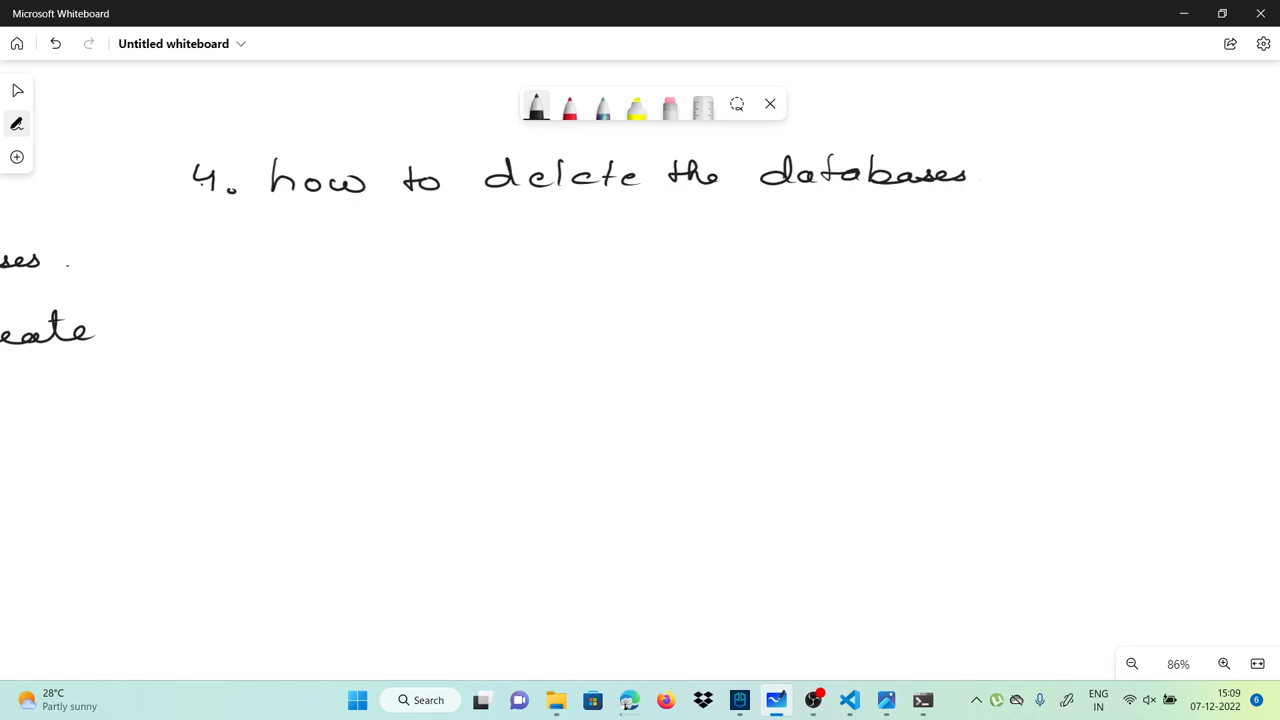 Microsoft Whiteboard
Untitled whiteboard
4. how to delete the databases
ses .
eate
86%
28°C
Partly sunny
Search
ENG
IN
15:09
07-12-2022
6